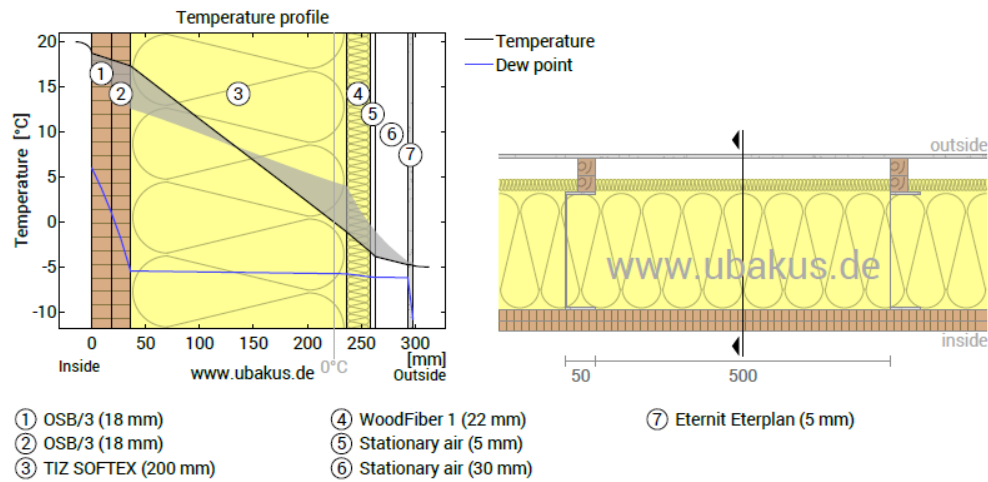 Temperature profile
20
15
10
5
0
-5
-10
Temperature [°C]
1
2
3
4
5
6
7
0 50 100 150 200 250 300 [mm]
Inside www.ubakus.de 0°C Outside
Temperature
Dew point
outside
www.ubakus.de
inside
50 500
1 OSB/3 (18 mm)
2 OSB/3 (18 mm)
3 TIZ SOFTEX (200 mm)
4 WoodFiber 1 (22 mm)
5 Stationary air (5 mm)
6 Stationary air (30 mm)
7 Eternit Eterplan (5 mm)